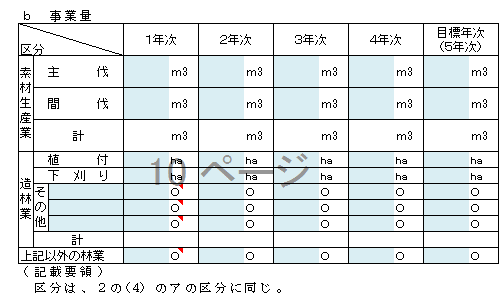 b 事業量
区分 1年次 2年次 3年次 4年次 目標年次(5年次)
素材生産業 主伐 m3 m3 m3 m3 m3
間伐 m3 m3 m3 m3 m3
計 m3 m3 m3 m3 m3
造林業 植付 ha ha ha ha ha
下刈り ha ha ha ha ha
その他 ○ ○ ○ ○ ○
○ ○ ○ ○ ○
○ ○ ○ ○ ○
計
上記以外の林業 ○ ○ ○ ○ ○
(記載要領)
区分は、2の(4)のアの区分に同じ。
10 ページ